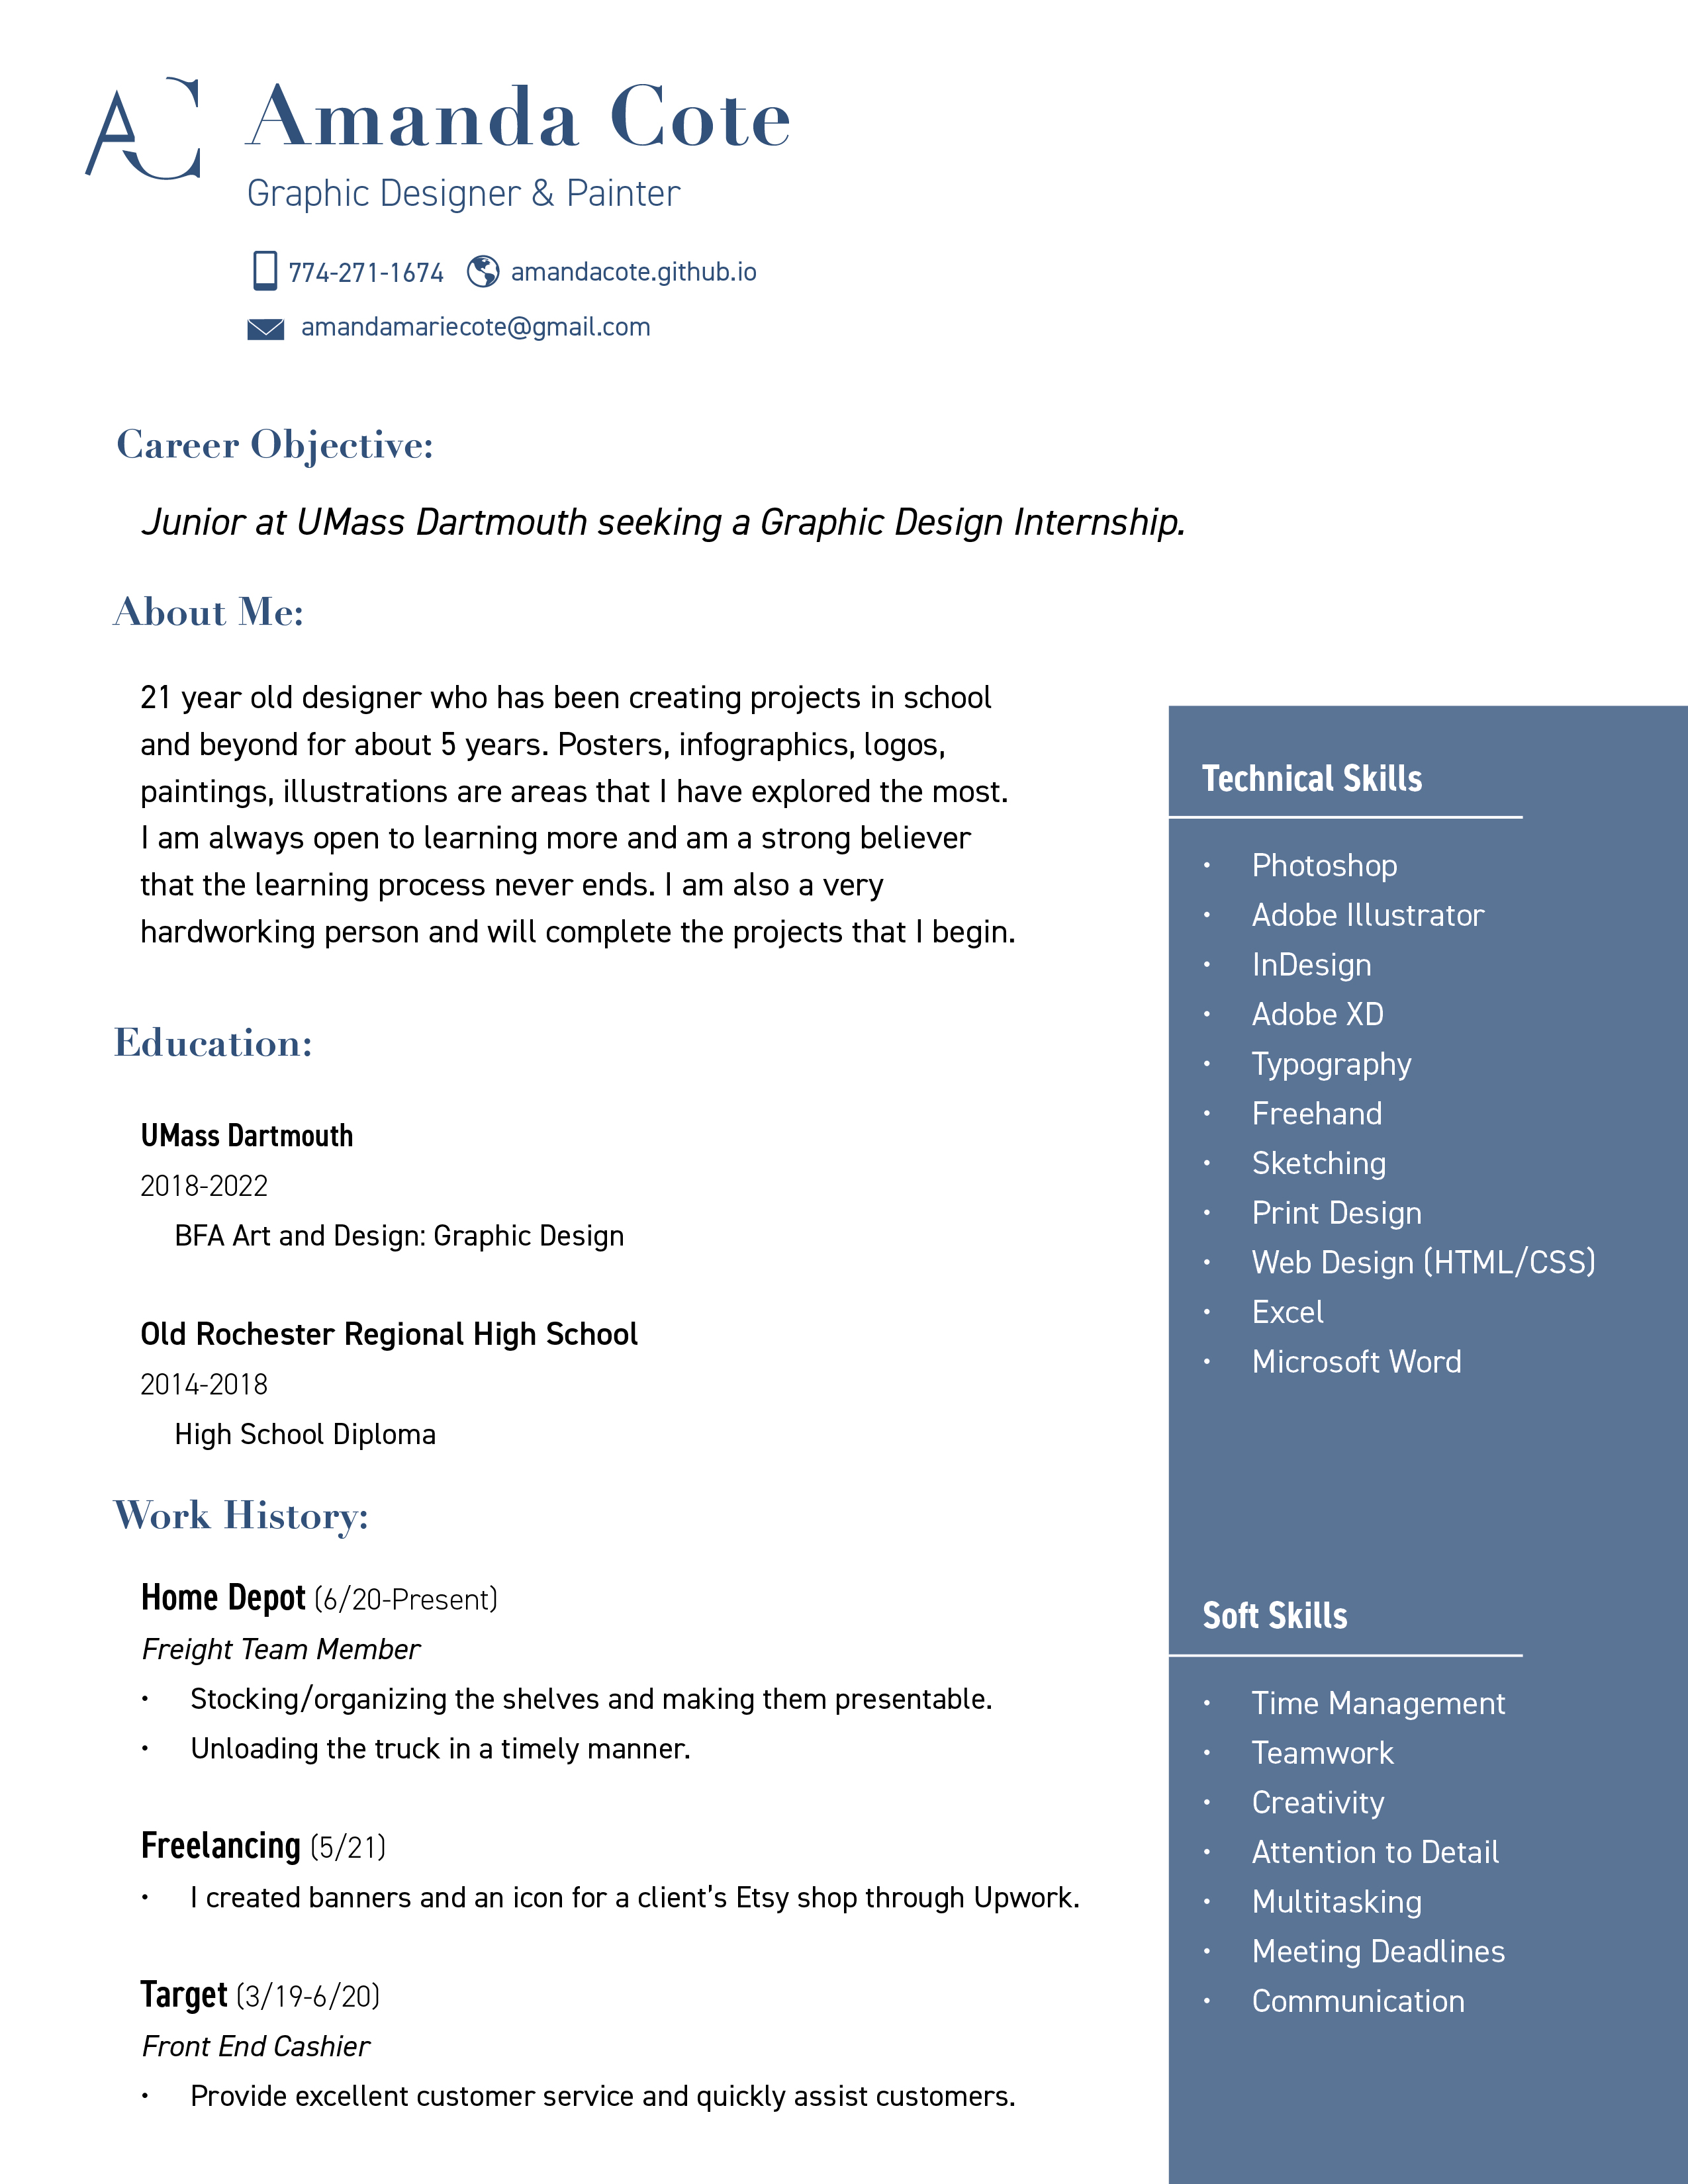 AC
Amanda Cote
Graphic Designer & Painter
774-271-1674 amandacote.github.io
amandamariecote@gmail.com
Career Objective:
Junior at UMass Dartmouth seeking a Graphic Design Internship.
About Me:
21 year old designer who has been creating projects in school
and beyond for about 5 years. Posters, infographics, logos,
paintings, illustrations are areas that I have explored the most.
I am always open to learning more and am a strong believer
that the learning process never ends. I am also a very
hardworking person and will complete the projects that I begin.
Education:
UMass Dartmouth
2018-2022
BFA Art and Design: Graphic Design
Old Rochester Regional High School
2014-2018
High School Diploma
Work History:
Home Depot (6/20-Present)
Freight Team Member
• Stocking/organizing the shelves and making them presentable.
• Unloading the truck in a timely manner.
Freelancing (5/21)
• I created banners and an icon for a client’s Etsy shop through Upwork.
Target (3/19-6/20)
Front End Cashier
• Provide excellent customer service and quickly assist customers.
Technical Skills
• Photoshop
• Adobe Illustrator
• InDesign
• Adobe XD
• Typography
• Freehand
• Sketching
• Print Design
• Web Design (HTML/CSS)
• Excel
• Microsoft Word
Soft Skills
• Time Management
• Teamwork
• Creativity
• Attention to Detail
• Multitasking
• Meeting Deadlines
• Communication